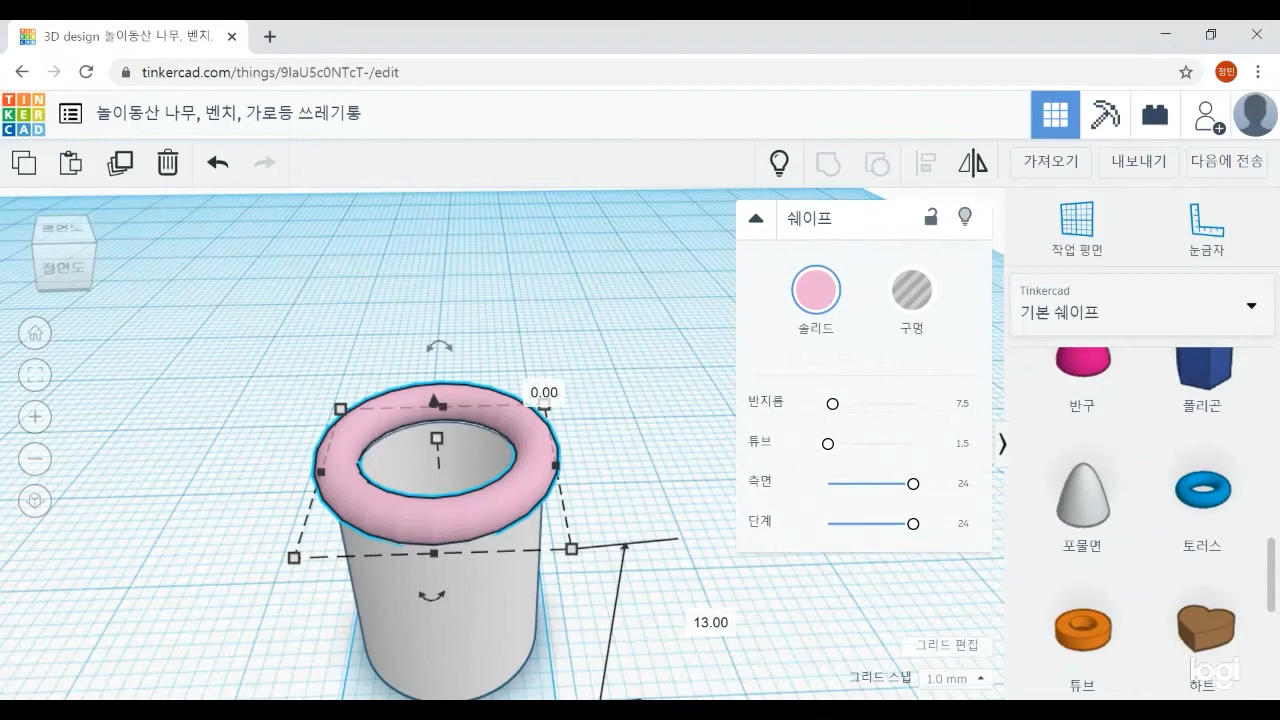 3D design 놀이동산 나무, 벤치,
tinkercad.com/things/9IaU5c0NTcT-/edit
정민
TIN
KER
CAD
놀이동산 나무, 벤치, 가로등 쓰레기통
가져오기
내보내기
다음에 전송
쉐이프
솔리드
구멍
반지름
7.5
튜브
1.5
측면
24
단계
24
평면도
정면도
0.00
13.00
작업 평면
눈금자
Tinkercad
기본 쉐이프
반구
폴리곤
포물면
토러스
튜브
하트
그리드 편집
그리드 스냅
1.0 mm
logi